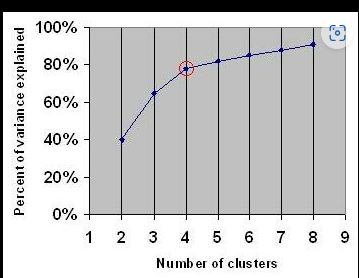 Percent of variance explained
100%
80%
60%
40%
20%
0%
1 2 3 4 5 6 7 8 9
Number of clusters